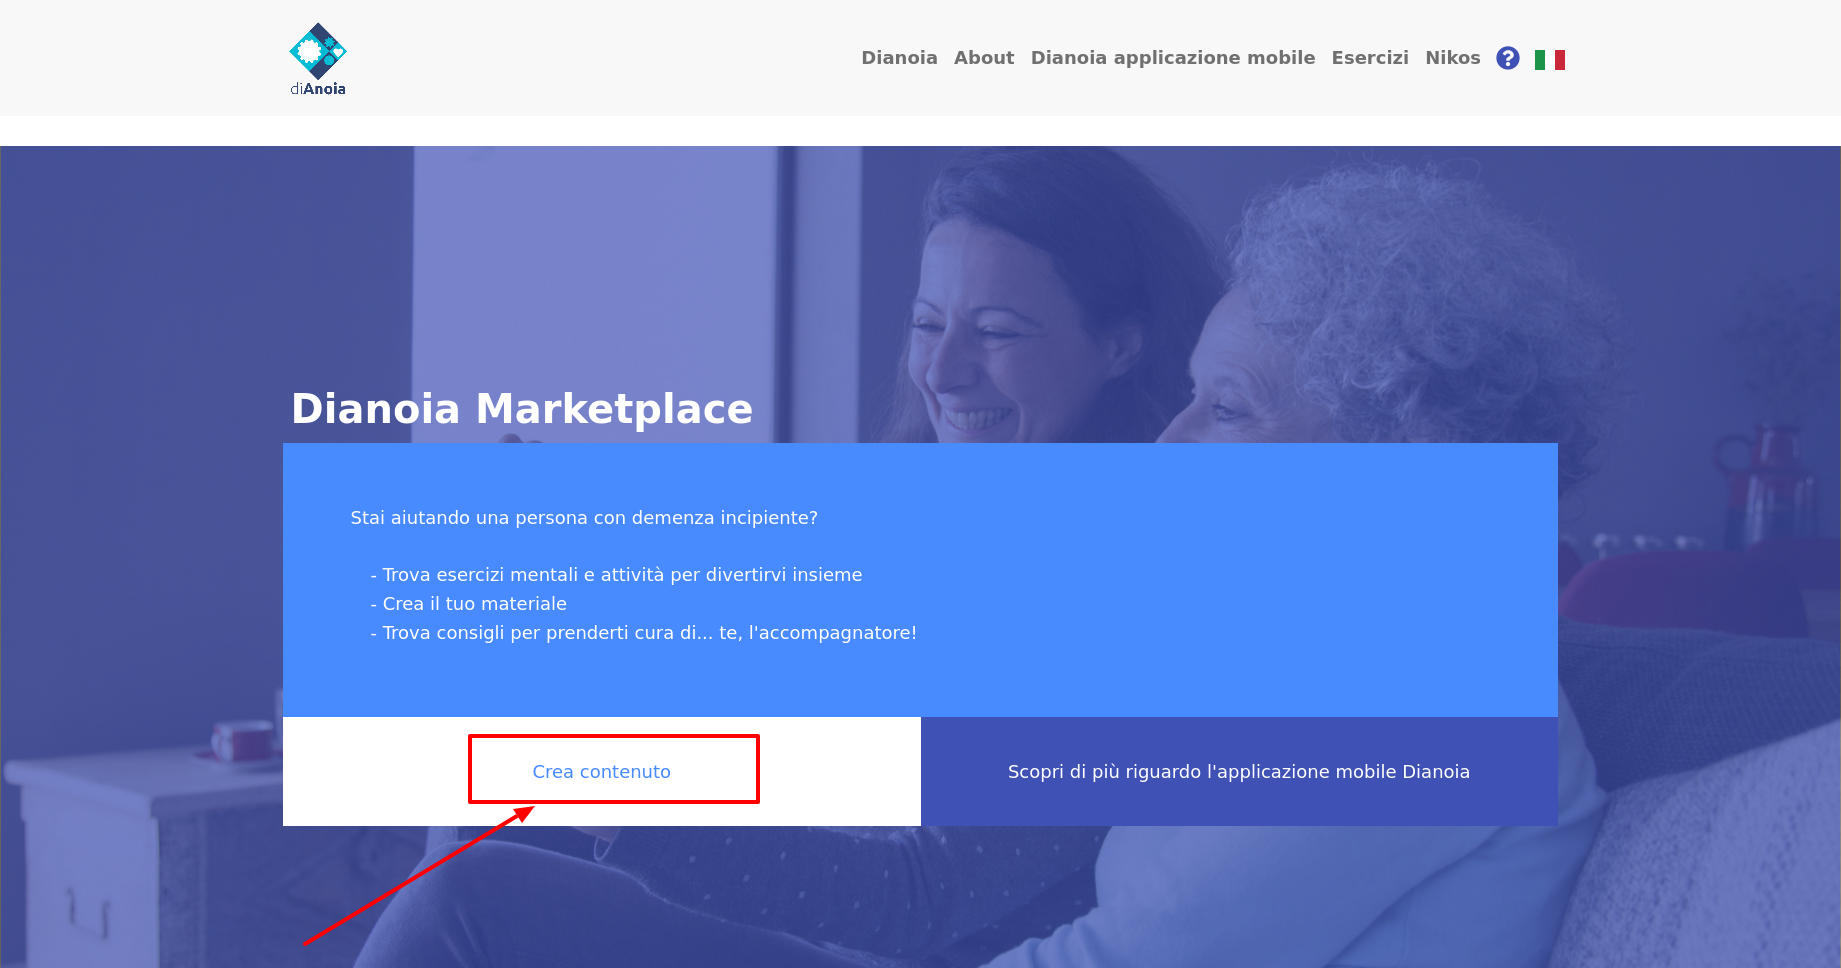 diAnoia
Dianoia About Dianoia applicazione mobile Esercizi Nikos ?
Dianoia Marketplace
Stai aiutando una persona con demenza incipiente?
- Trova esercizi mentali e attività per divertirvi insieme
- Crea il tuo materiale
- Trova consigli per prenderti cura di... te, l'accompagnatore!
Crea contenuto
Scopri di più riguardo l'applicazione mobile Dianoia